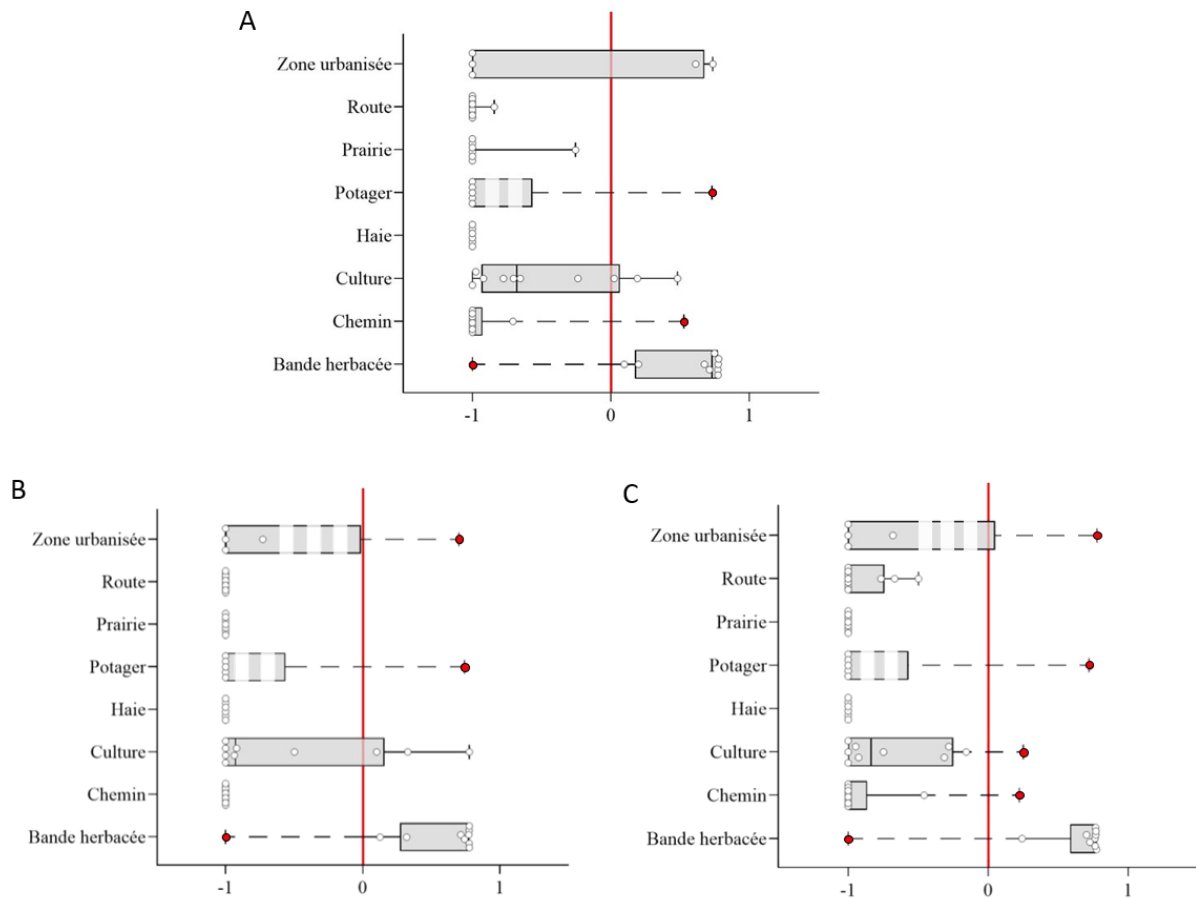 A
Zone urbanisée
Route
Prairie
Potager
Haie
Culture
Chemin
Bande herbacée
-1 0 1
B
Zone urbanisée
Route
Prairie
Potager
Haie
Culture
Chemin
Bande herbacée
-1 0 1
C
Zone urbanisée
Route
Prairie
Potager
Haie
Culture
Chemin
Bande herbacée
-1 0 1